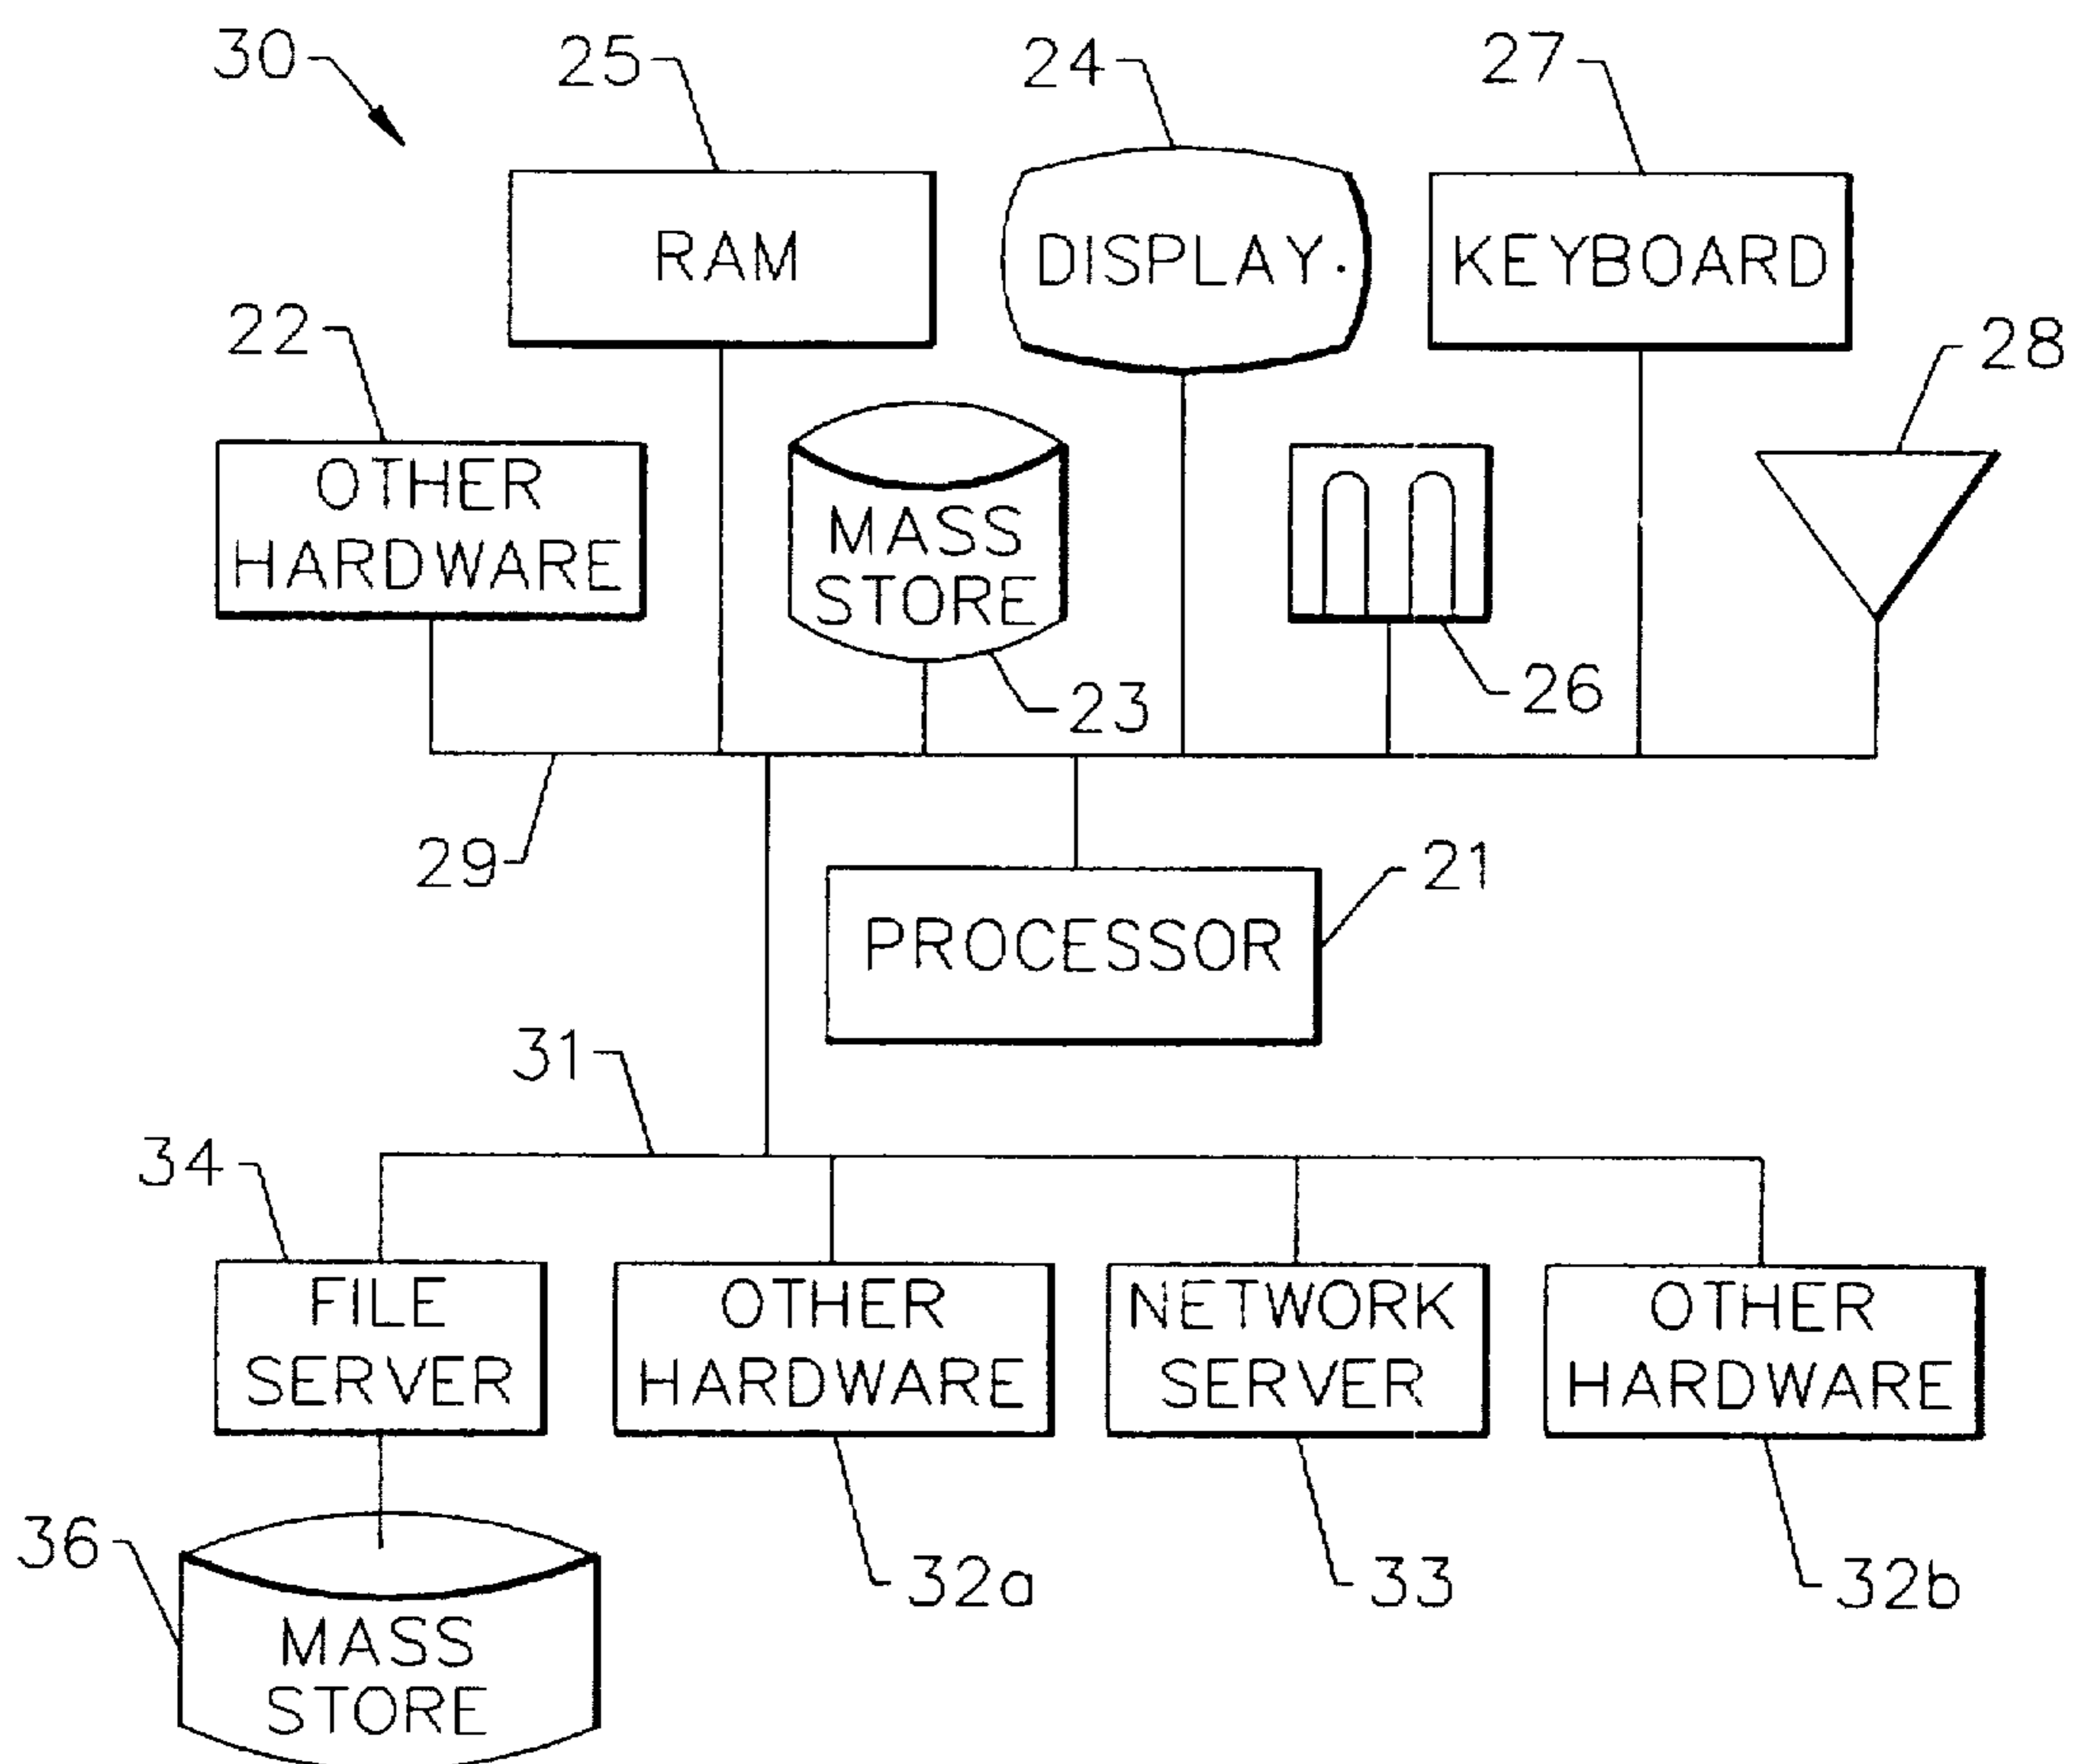 30
25
24
27
RAM
DISPLAY.
KEYBOARD
22
28
OTHER
HARDWARE
MASS
STORE
23
26
29
21
PROCESSOR
31
34
FILE
SERVER
OTHER
HARDWARE
NETWORK
SERVER
OTHER
HARDWARE
36
32a
33
32b
MASS
STORE